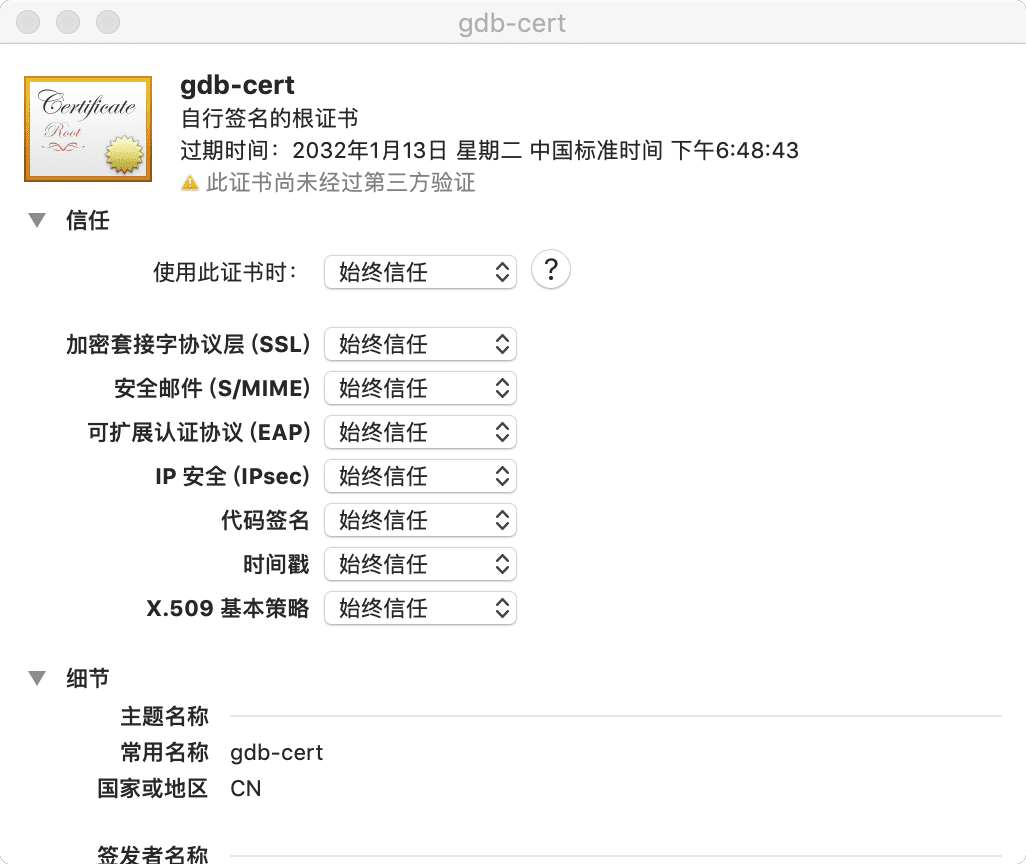 gdb-cert
Certificate
Root
gdb-cert
自行签名的根证书
过期时间：2032年1月13日 星期二 中国标准时间 下午6:48:43
此证书尚未经过第三方验证
信任
使用此证书时： 始终信任 ?
加密套接字协议层 (SSL) 始终信任
安全邮件 (S/MIME) 始终信任
可扩展认证协议 (EAP) 始终信任
IP 安全 (IPsec) 始终信任
代码签名 始终信任
时间戳 始终信任
X.509 基本策略 始终信任
细节
主题名称
常用名称 gdb-cert
国家或地区 CN
签发者名称